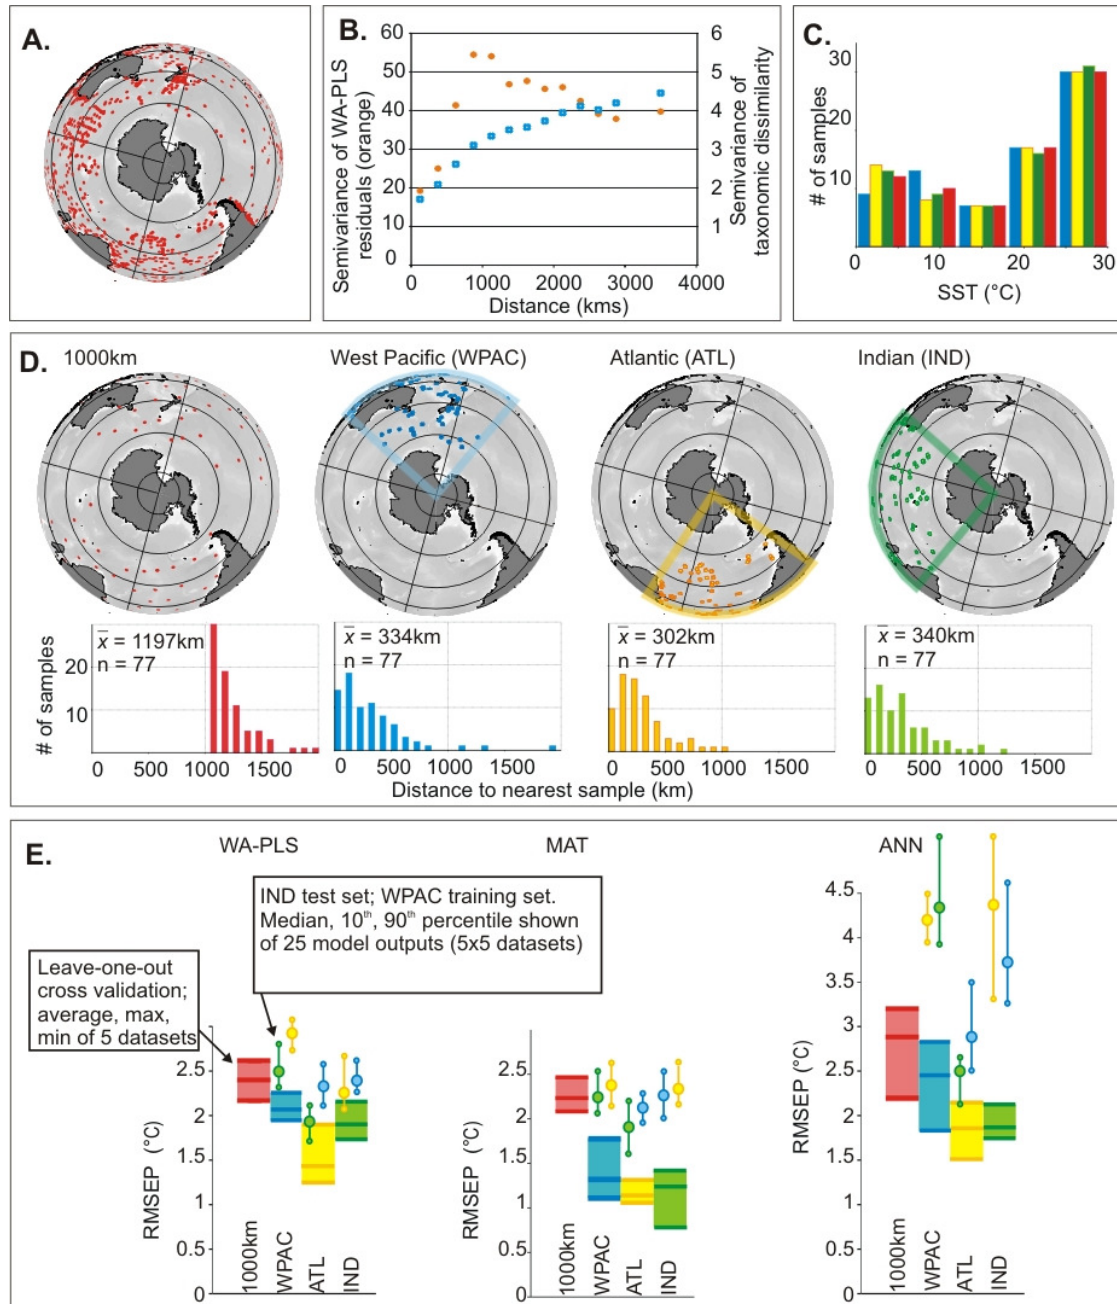 A.
B.
60
50
40
30
20
10
0
Semivariance of WA-PLS
residuals (orange)
6
5
4
3
2
1
Semivariance of
taxonomic dissimilarity
0 1000 2000 3000 4000
Distance (kms)
C.
30
20
10
# of samples
0 10 20 30
SST (°C)
D.
1000km
West Pacific (WPAC)
Atlantic (ATL)
Indian (IND)
x̅ = 1197km
n = 77
x̅ = 334km
n = 77
x̅ = 302km
n = 77
x̅ = 340km
n = 77
# of samples
20
10
0 500 1000 1500
0 500 1000 1500
0 500 1000 1500
0 500 1000 1500
Distance to nearest sample (km)
E.
WA-PLS
MAT
ANN
IND test set; WPAC training set.
Median, 10th, 90th percentile shown
of 25 model outputs (5x5 datasets)
Leave-one-out
cross validation;
average, max,
min of 5 datasets
RMSEP (°C)
2.5
2
1.5
1
0.5
0
1000km
WPAC
ATL
IND
RMSEP (°C)
2.5
2
1.5
1
0.5
0
1000km
WPAC
ATL
IND
RMSEP (°C)
4.5
4
3.5
3
2.5
2
1.5
1
0.5
0
1000km
WPAC
ATL
IND